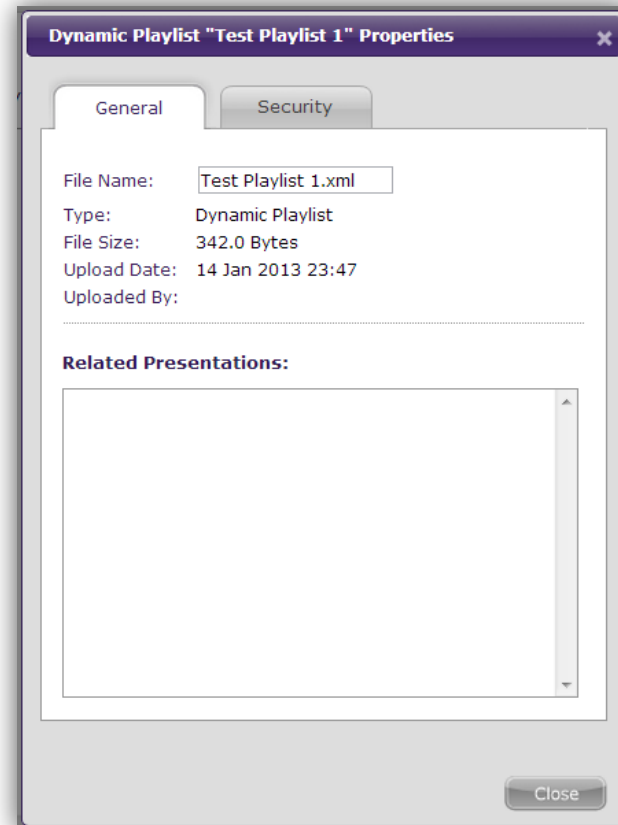 Dynamic Playlist "Test Playlist 1" Properties
General
Security
File Name: Test Playlist 1.xml
Type: Dynamic Playlist
File Size: 342.0 Bytes
Upload Date: 14 Jan 2013 23:47
Uploaded By:
Related Presentations:
Close